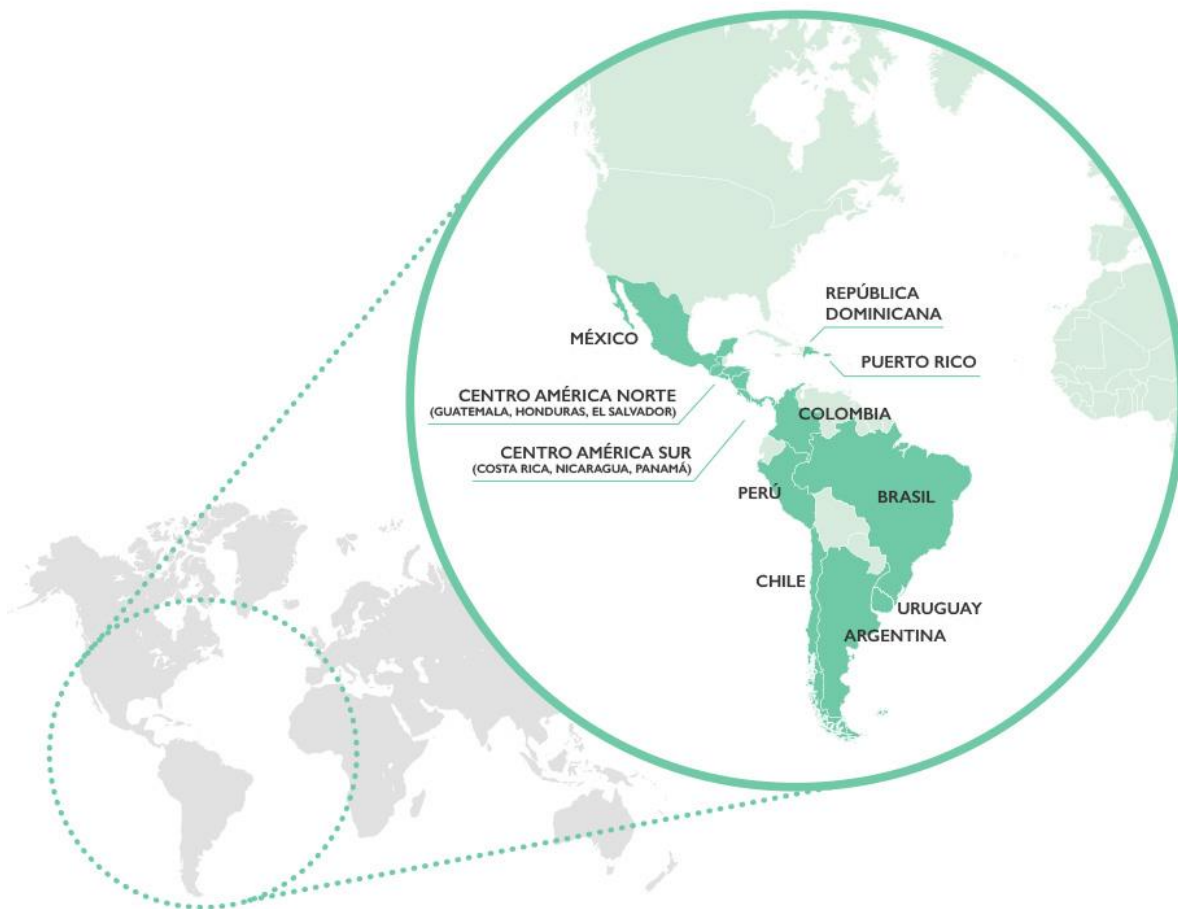 REPÚBLICA
DOMINICANA
MÉXICO
PUERTO RICO
CENTRO AMÉRICA NORTE
(GUATEMALA, HONDURAS, EL SALVADOR)
COLOMBIA
CENTRO AMÉRICA SUR
(COSTA RICA, NICARAGUA, PANAMÁ)
PERÚ
BRASIL
CHILE
URUGUAY
ARGENTINA